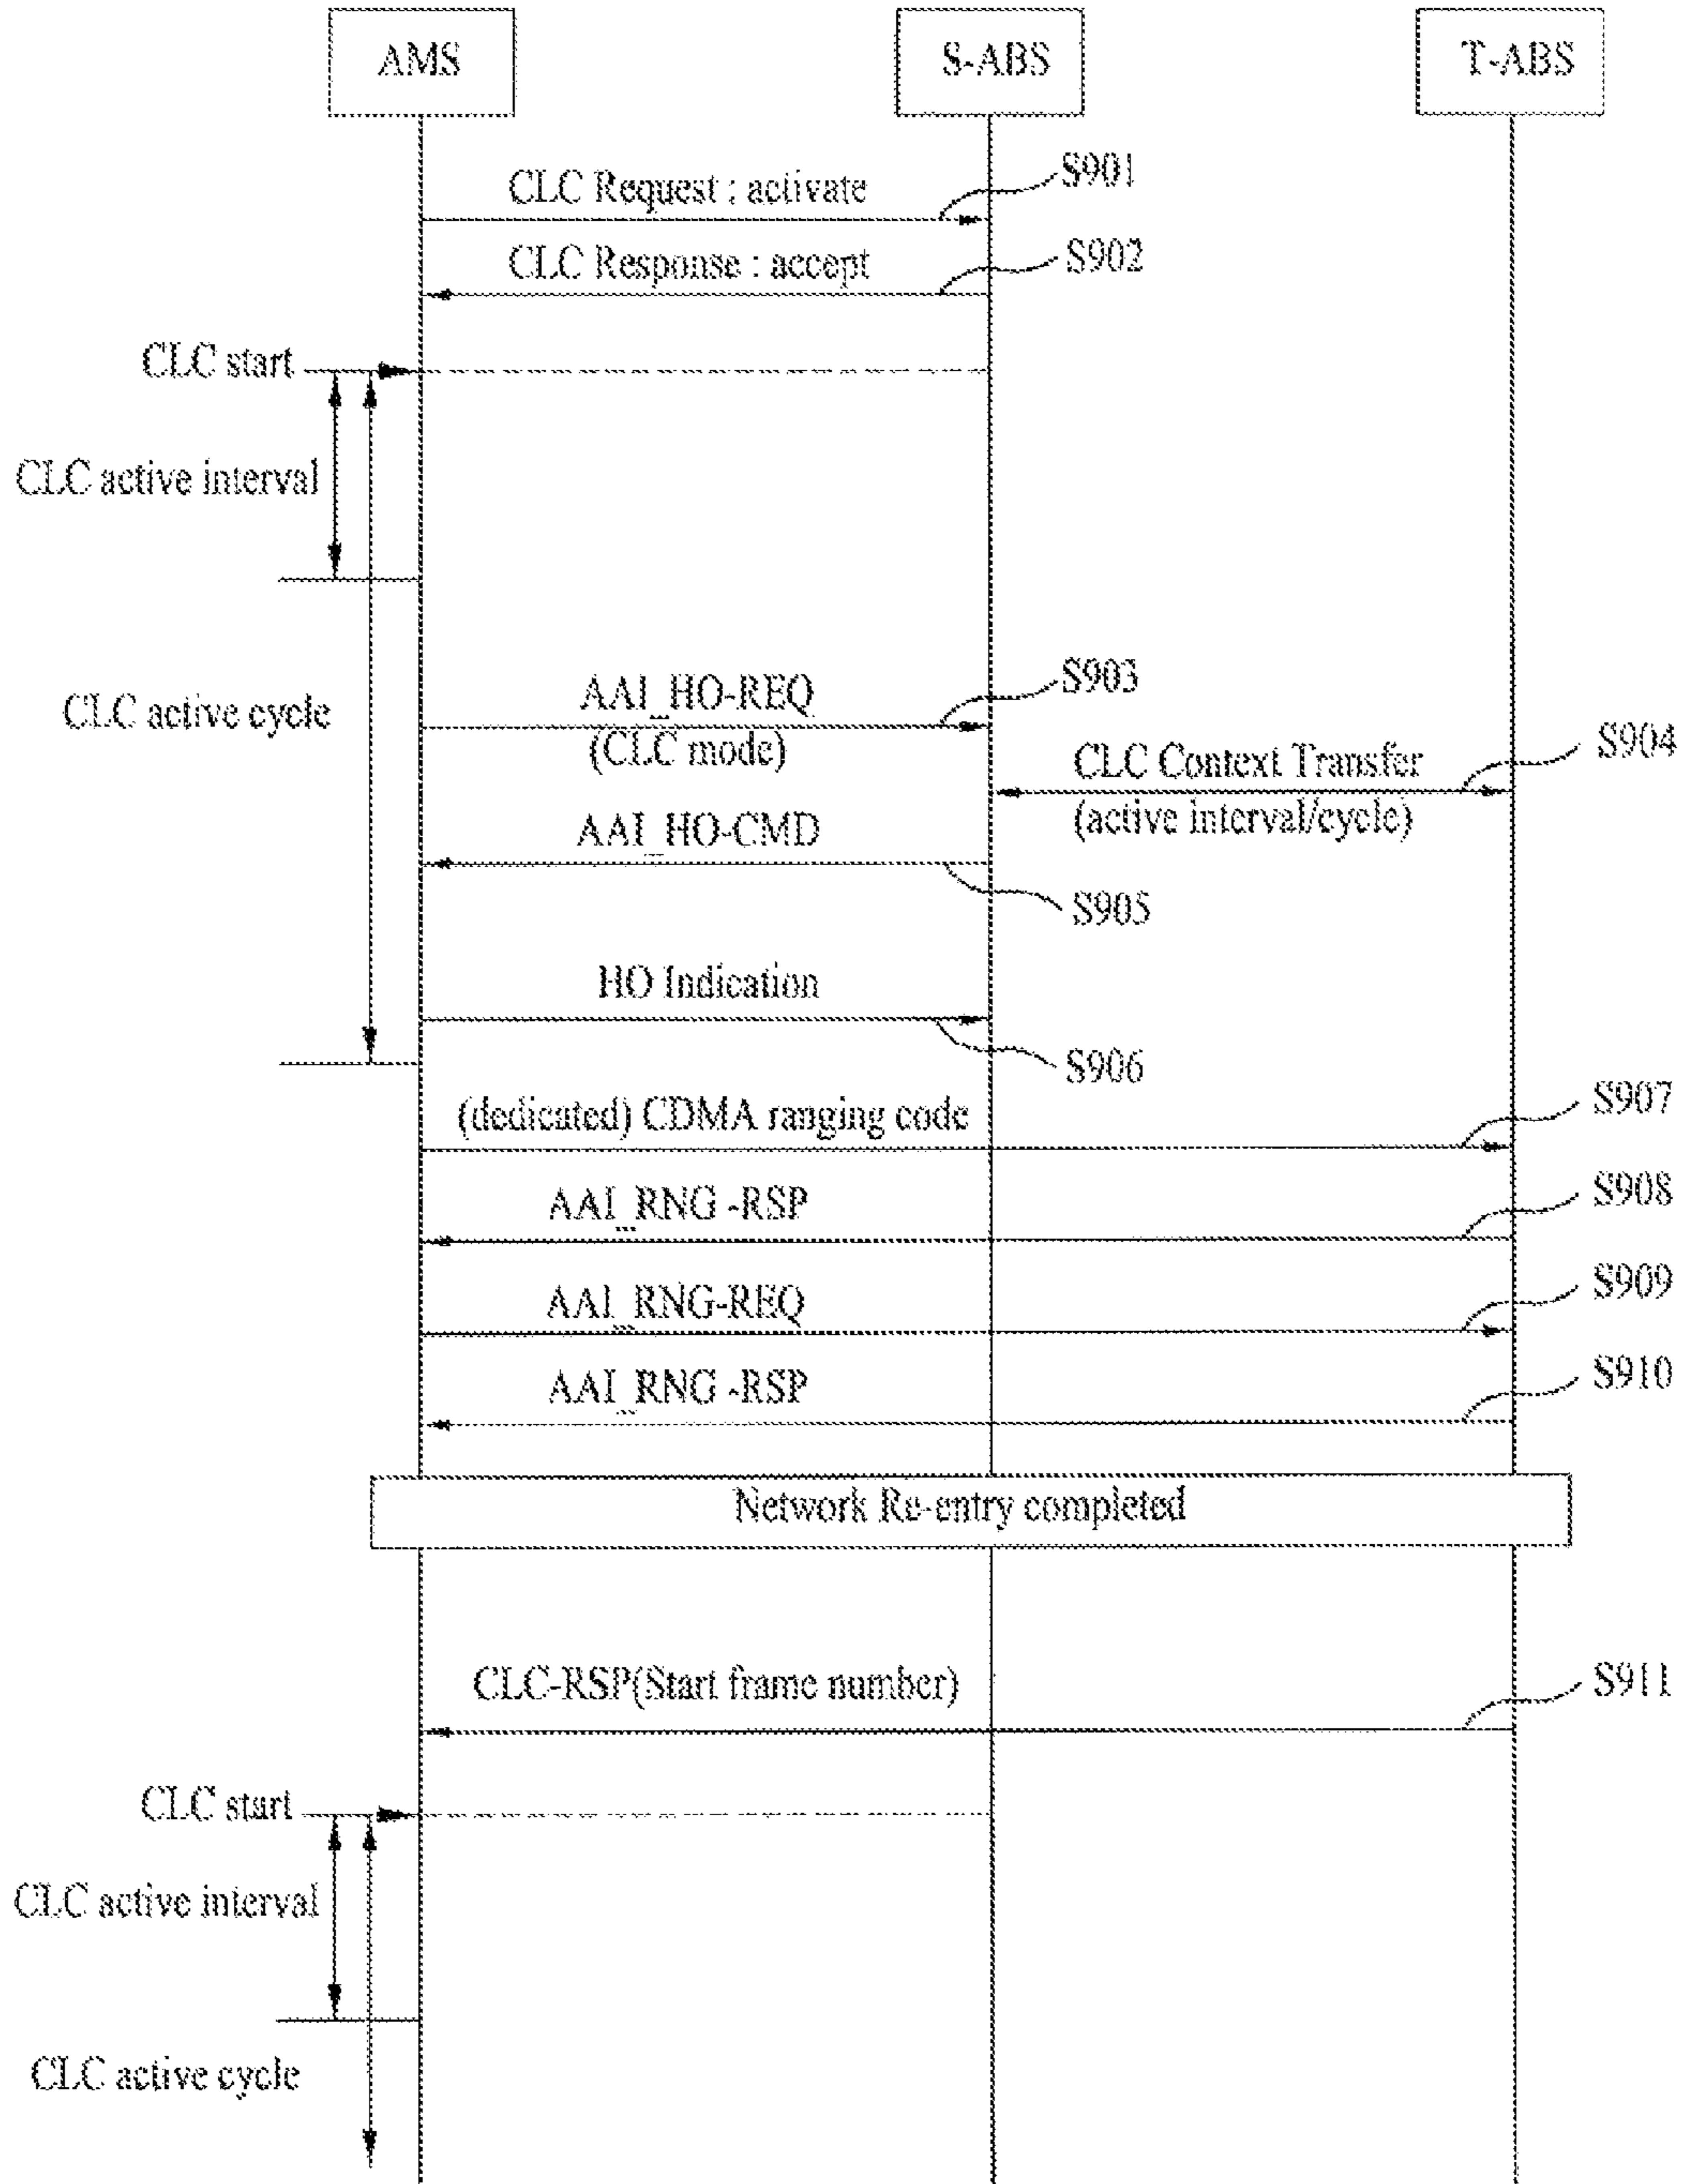 AMS
S-ABS
T-ABS
CLC Request : activate
S901
CLC Response : accept
S902
CLC start
CLC active interval
CLC active cycle
AAI_HO-REQ
(CLC mode)
S903
CLC Context Transfer
(active interval/cycle)
S904
AAI_HO-CMD
S905
HO Indication
S906
(dedicated) CDMA ranging code
S907
AAI_RNG -RSP
S908
AAI_RNG-REQ
S909
AAI_RNG -RSP
S910
Network Re-entry completed
CLC-RSP(Start frame number)
S911
CLC start
CLC active interval
CLC active cycle